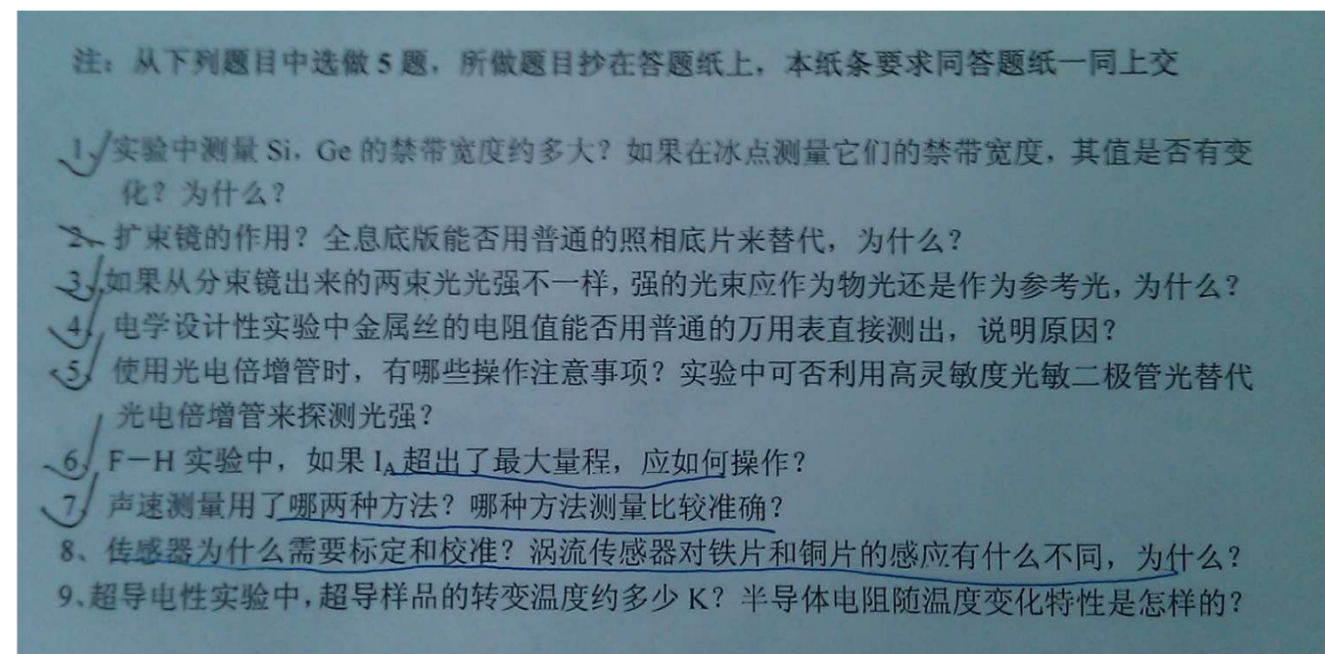 注：从下列题目中选做 5 题，所做题目抄在答题纸上，本纸条要求同答题纸一同上交
1、实验中测量 Si，Ge 的禁带宽度约多大？如果在冰点测量它们的禁带宽度，其值是否有变
化？为什么？
2、扩束镜的作用？全息底版能否用普通的照相底片来替代，为什么？
3、如果从分束镜出来的两束光光强不一样，强的光束应作为物光还是作为参考光，为什么？
4、电学设计性实验中金属丝的电阻值能否用普通的万用表直接测出，说明原因？
5、使用光电倍增管时，有哪些操作注意事项？实验中可否利用高灵敏度光敏二极管光替代
光电倍增管来探测光强？
6、F－H 实验中，如果 IA 超出了最大量程，应如何操作？
7、声速测量用了哪两种方法？哪种方法测量比较准确？
8、传感器为什么需要标定和校准？涡流传感器对铁片和铜片的感应有什么不同，为什么？
9、超导电性实验中，超导样品的转变温度约多少 K？半导体电阻随温度变化特性是怎样的？